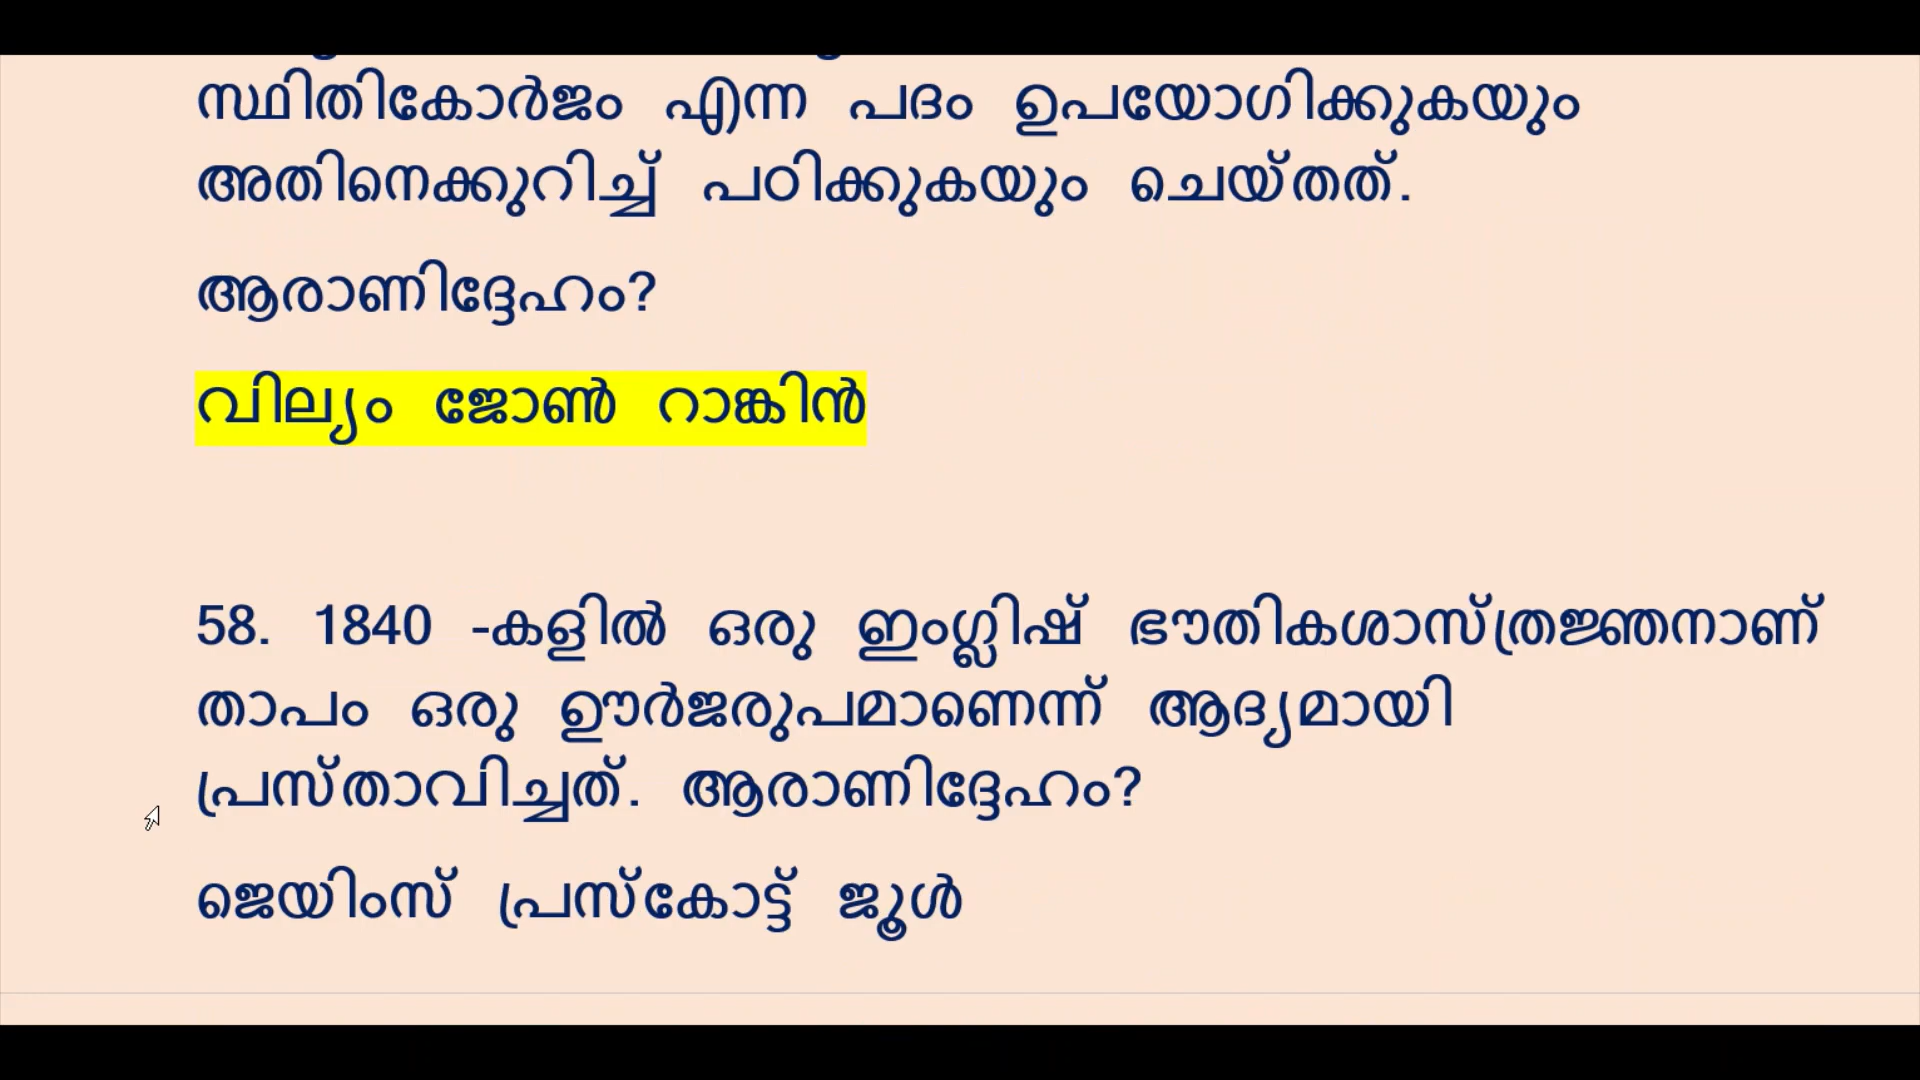 സ്ഥിതികോർജം എന്ന പദം ഉപയോഗിക്കുകയും
അതിനെക്കുറിച്ച് പഠിക്കുകയും ചെയ്തത്.
ആരാണിദ്ദേഹം?
വില്യം ജോൺ റാങ്കിൻ
58. 1840 -കളിൽ ഒരു ഇംഗ്ലിഷ് ഭൗതികശാസ്ത്രജ്ഞനാണ്
താപം ഒരു ഊർജരുപമാണെന്ന് ആദ്യമായി
പ്രസ്താവിച്ചത്. ആരാണിദ്ദേഹം?
ജെയിംസ് പ്രസ്കോട്ട് ജൂൾ